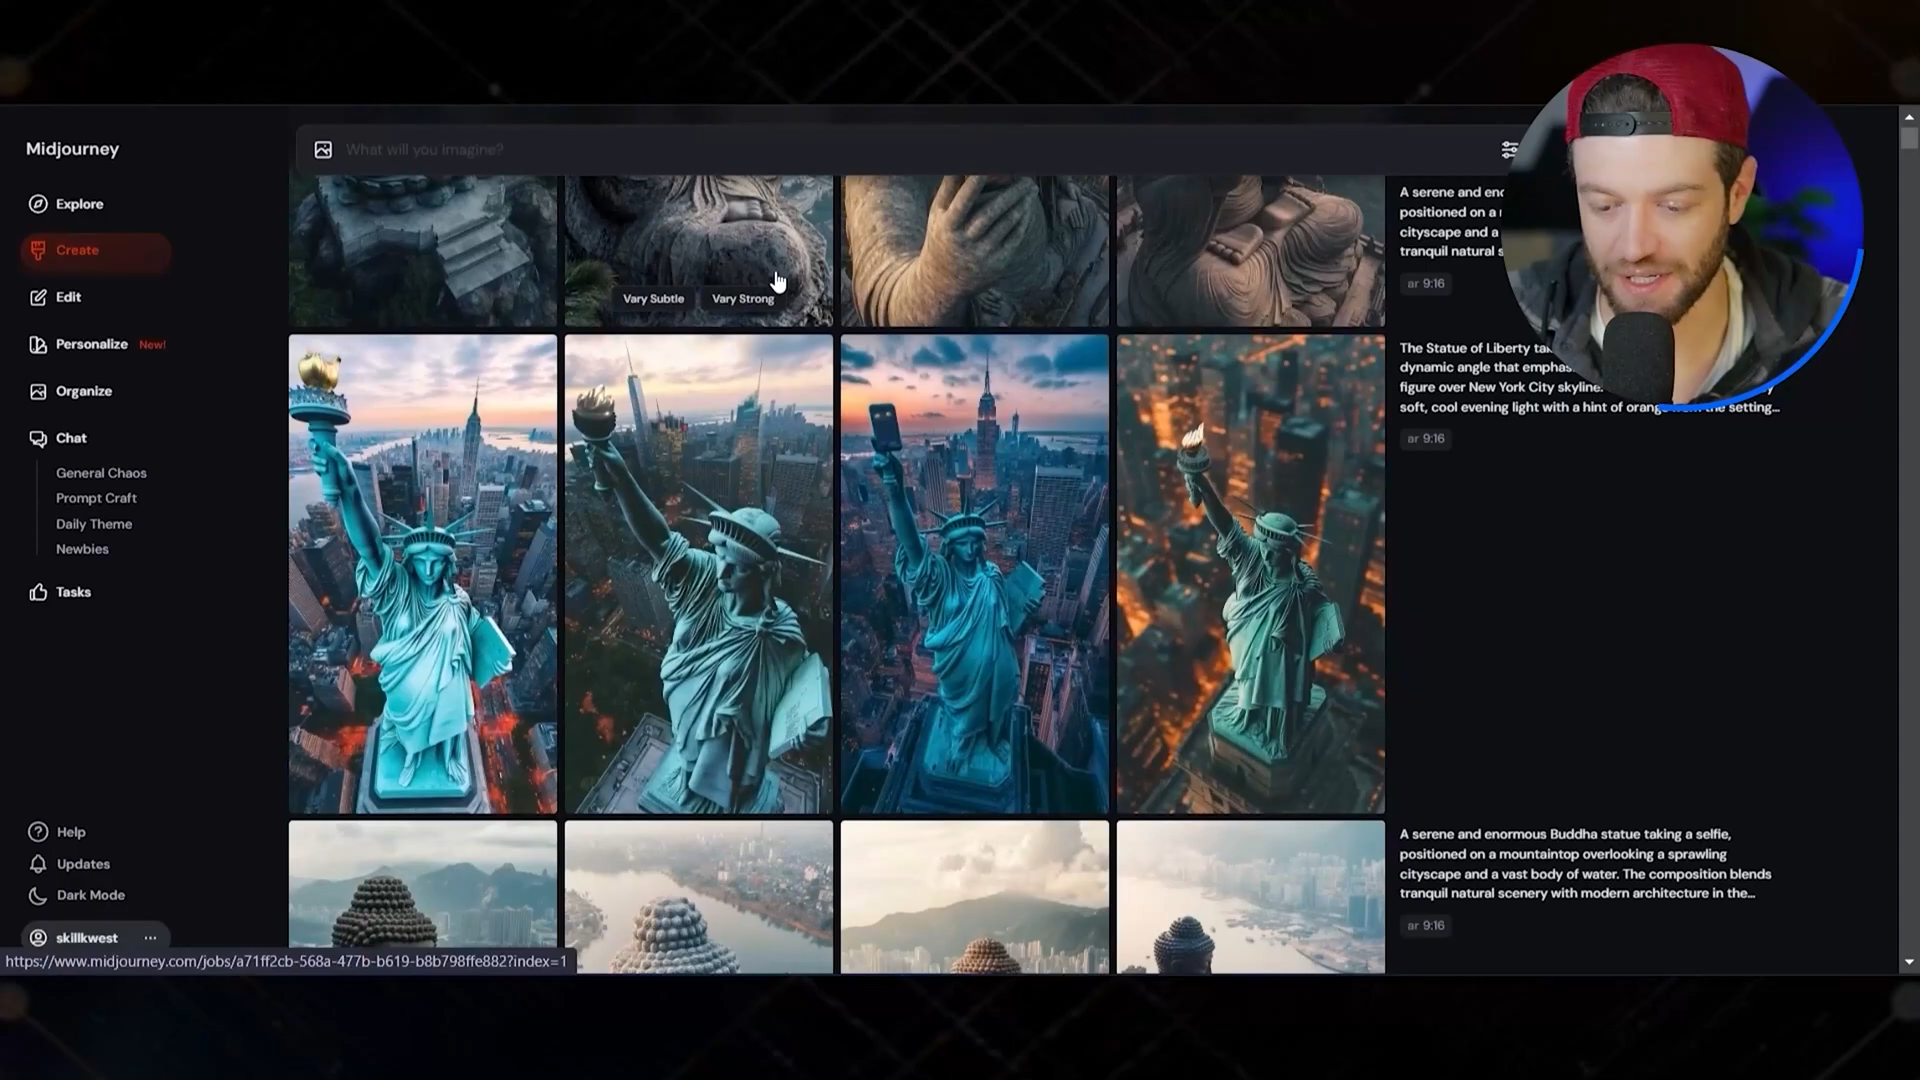 Midjourney
What will you imagine?
Explore
Create
Edit
Personalize New!
Organize
Chat
General Chaos
Prompt Craft
Daily Theme
Newbies
Tasks
Help
Updates
Dark Mode
skillkwest ...
https://www.midjourney.com/jobs/a71ff2cb-568a-477b-b619-b8b798ffe882?index=1
Vary Subtle Vary Strong
A serene and
positioned on a
cityscape and a
tranquil natural
ar 9:16
The Statue of Liberty
dynamic angle that
figure over New York City skyline.
soft, cool evening light with a hint of the setting...
ar 9:16
A serene and enormous Buddha statue taking a selfie,
positioned on a mountaintop overlooking a sprawling
cityscape and a vast body of water. The composition blends
tranquil natural scenery with modern architecture in the...
ar 9:16